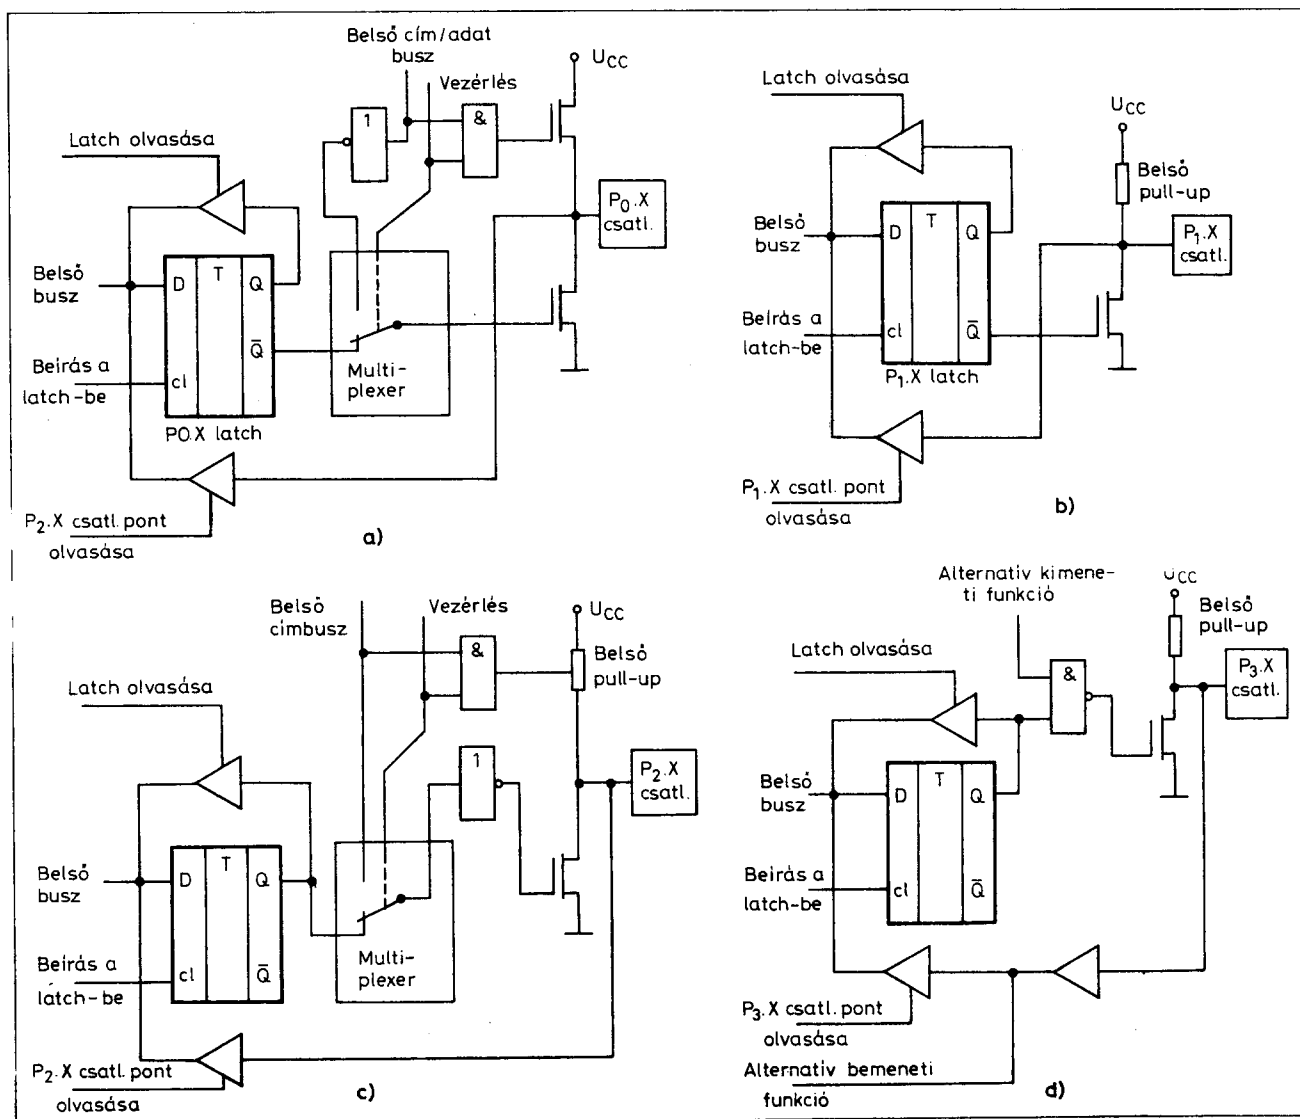 Belső cím/adat
busz
Vezérlés
UCC
1
&
Latch olvasása
P0.X
csatl.
Belső
busz
D
T
Q
Q̅
cl
Beírás a
latch-be
Multi-
plexer
P0.X latch
P2.X csatl. pont
olvasása
a)
Latch olvasása
UCC
Belső
pull-up
P1.X
csatl.
Belső
busz
D
T
Q
Q̅
cl
Beírás a
latch-be
P1.X latch
P1.X csatl. pont
olvasása
b)
Belső
címbusz
Vezérlés
UCC
&
Belső
pull-up
Latch olvasása
1
P2.X
csatl.
Belső
busz
D
T
Q
Q̅
cl
Beírás a
latch-be
Multi-
plexer
P2.X csatl. pont
olvasása
c)
Alternatív kimene-
ti funkció
UCC
Belső
pull-up
Latch olvasása
&
P3.X
csatl.
Belső
busz
D
T
Q
Q̅
cl
Beírás a
latch-be
P3.X csatl. pont
olvasása
Alternatív bemeneti
funkció
d)